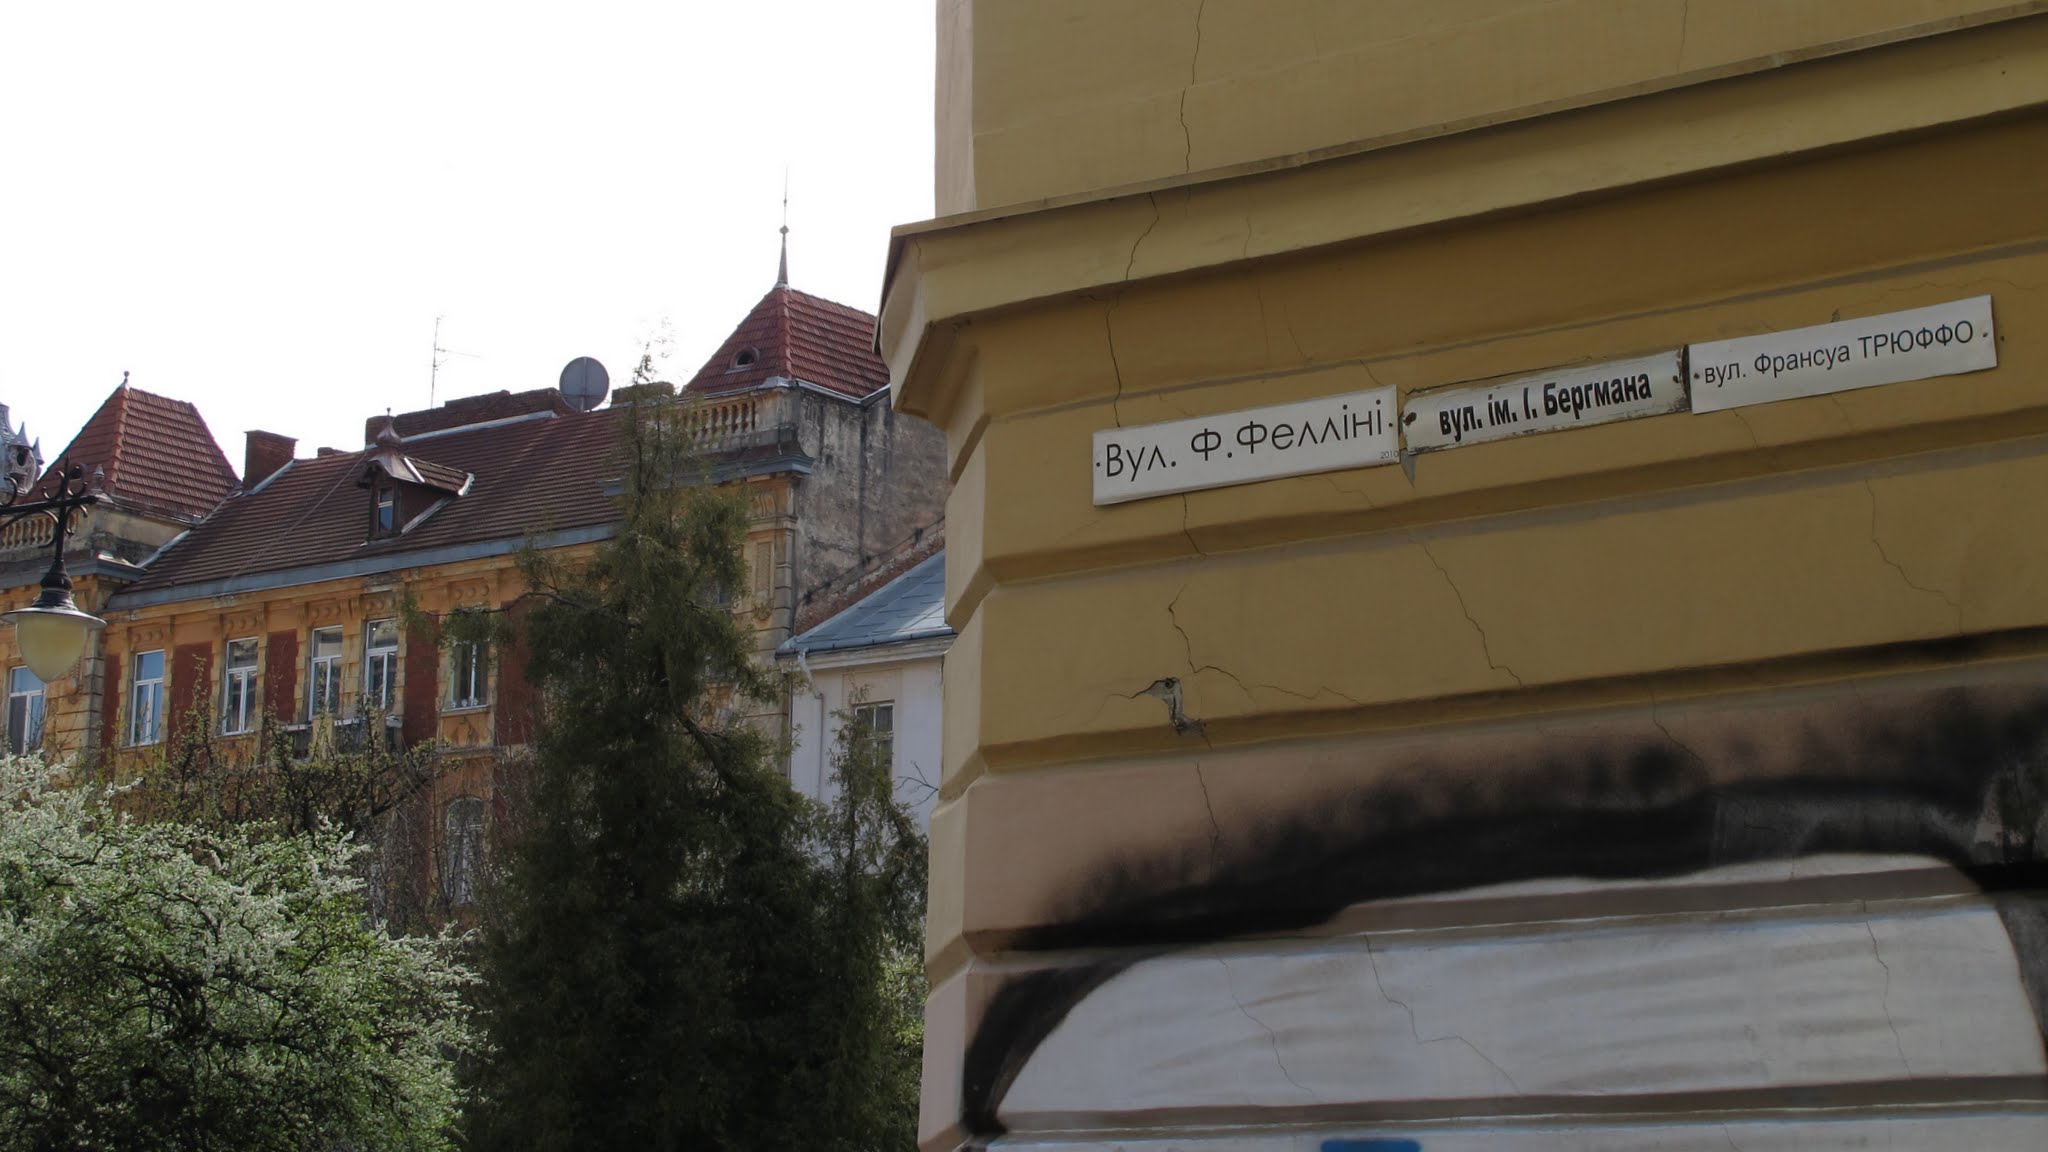 Вул. Ф.Фелліні
2010
вул. ім. І. Бергмана
вул. Франсуа ТРЮФФО